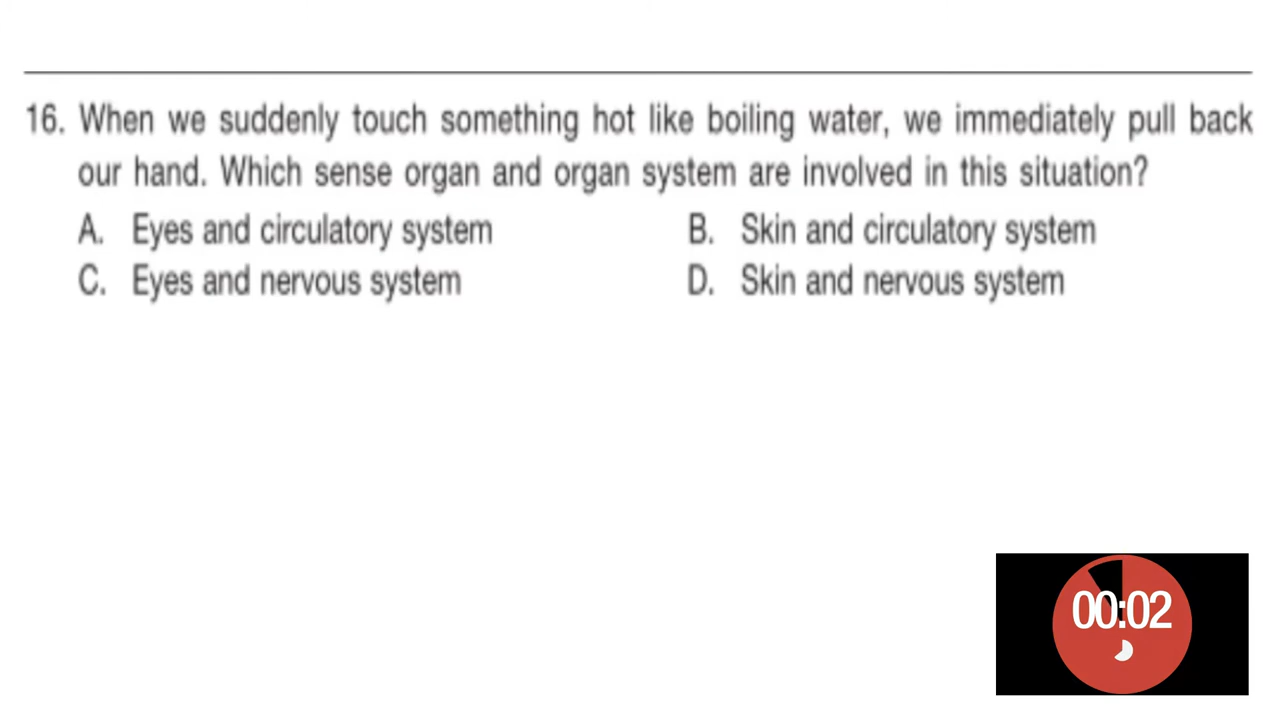 16. When we suddenly touch something hot like boiling water, we immediately pull back
our hand. Which sense organ and organ system are involved in this situation?
A. Eyes and circulatory system B. Skin and circulatory system
C. Eyes and nervous system D. Skin and nervous system
00:02